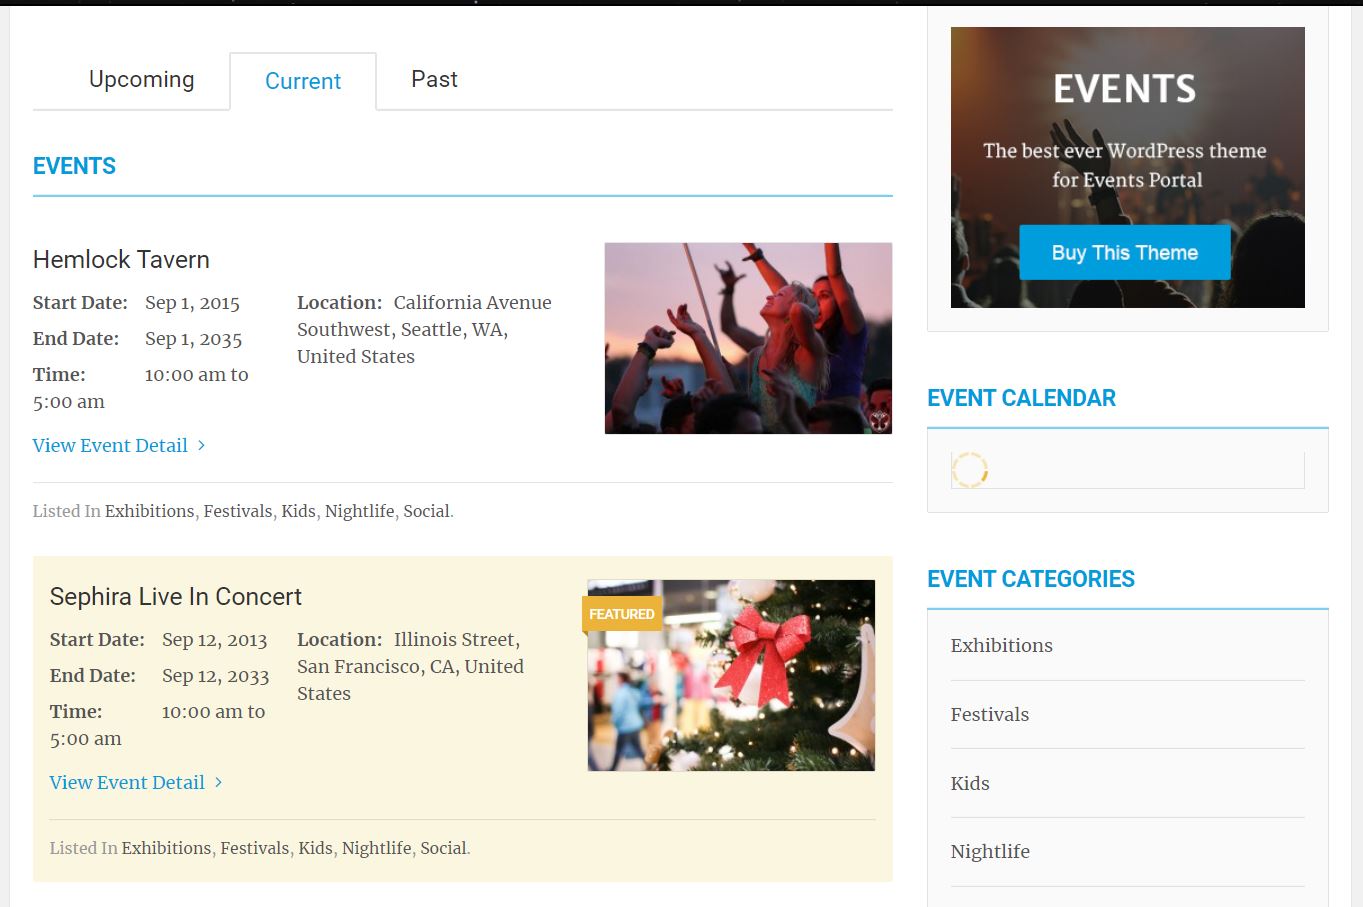 Upcoming
Current
Past
EVENTS
Hemlock Tavern
Start Date: Sep 1, 2015
End Date: Sep 1, 2035
Time: 10:00 am to
5:00 am
Location: California Avenue
Southwest, Seattle, WA,
United States
View Event Detail >
Listed In Exhibitions, Festivals, Kids, Nightlife, Social.
Sephira Live In Concert
Start Date: Sep 12, 2013
End Date: Sep 12, 2033
Time: 10:00 am to
5:00 am
Location: Illinois Street,
San Francisco, CA, United
States
FEATURED
View Event Detail >
Listed In Exhibitions, Festivals, Kids, Nightlife, Social.
EVENTS
The best ever WordPress theme
for Events Portal
Buy This Theme
EVENT CALENDAR
EVENT CATEGORIES
Exhibitions
Festivals
Kids
Nightlife